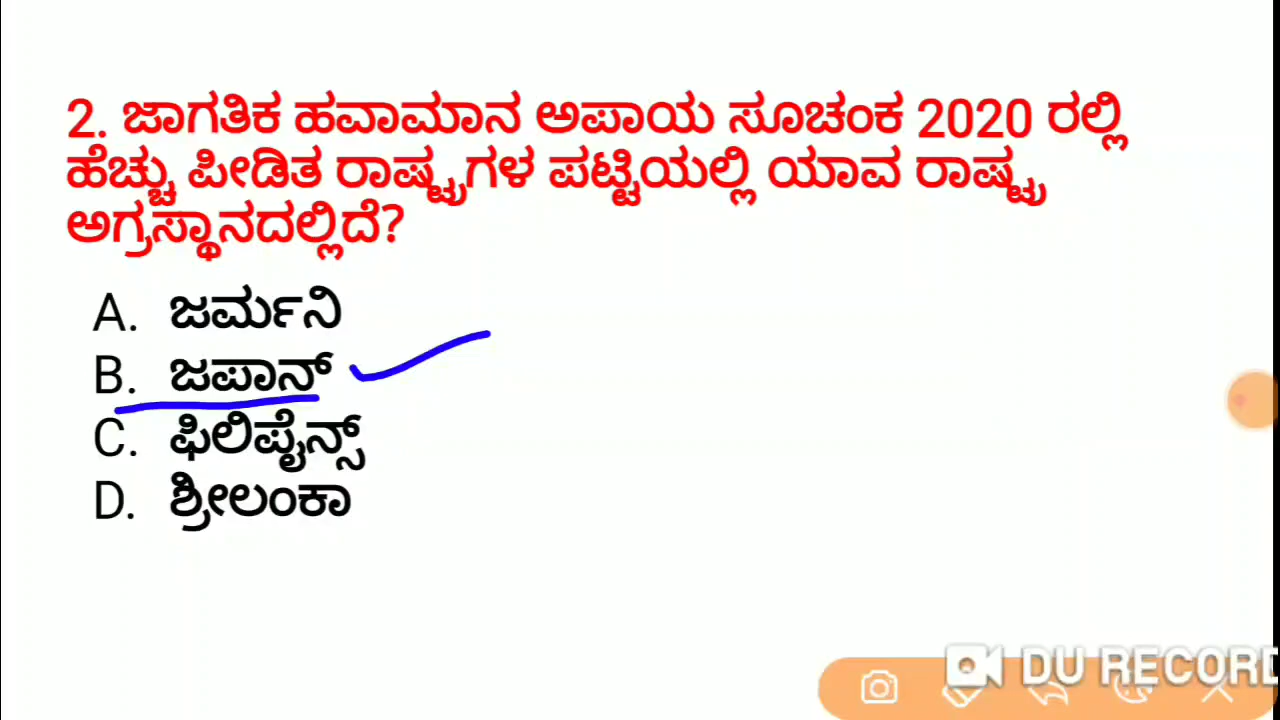 2. ಜಾಗತಿಕ ಹವಾಮಾನ ಅಪಾಯ ಸೂಚಂಕ 2020 ರಲ್ಲಿ
ಹೆಚ್ಚು ಪೀಡಿತ ರಾಷ್ಟ್ರಗಳ ಪಟ್ಟಿಯಲ್ಲಿ ಯಾವ ರಾಷ್ಟ್ರ
ಅಗ್ರಸ್ಥಾನದಲ್ಲಿದೆ?
A. ಜರ್ಮನಿ
B. ಜಪಾನ್
C. ಫಿಲಿಪೈನ್ಸ್
D. ಶ್ರೀಲಂಕಾ
DU RECORD